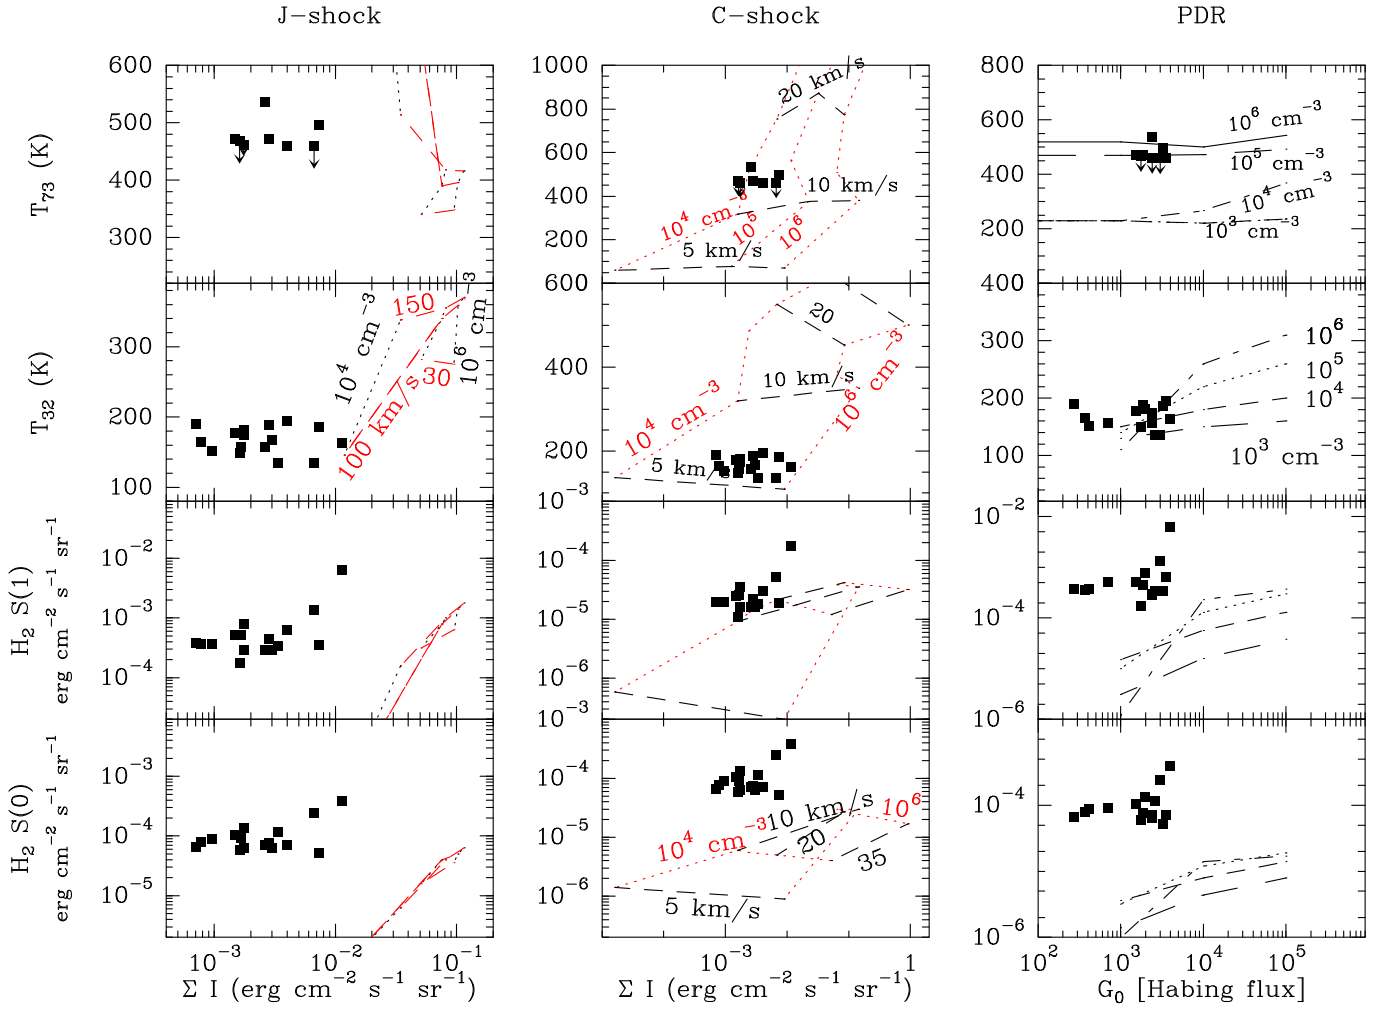 J-shock C-shock PDR
T73 (K)
600
500
400
300
1000
800
600
400
200
600
20 km/s
10 km/s
10^4 cm^-3
10^5
10^6
5 km/s
800
600
400
200
400
10^6 cm^-3
10^5 cm^-3
10^4 cm^-3
10^3 cm^-3
T32 (K)
300
200
100
10^4 cm^-3
150
10^6 cm^-3
30
100 km/s
400
200
10^-3
20
10 km/s
10^4 cm^-3
10^6 cm^-3
5 km/s
300
200
100
10^6
10^5
10^4
10^3 cm^-3
H2 S(1)
erg cm^-2 s^-1 sr^-1
10^-2
10^-3
10^-4
10^-4
10^-5
10^-6
10^-3
10^-2
10^-4
10^-6
H2 S(0)
erg cm^-2 s^-1 sr^-1
10^-3
10^-4
10^-5
10^-4
10^-5
10^-6
10 km/s
10^6
10^4 cm^-3
20
35
5 km/s
10^-4
10^-6
10^-3 10^-2 10^-1
10^-3 10^-2 1
10^2 10^3 10^4 10^5 10^6
Σ I (erg cm^-2 s^-1 sr^-1)
Σ I (erg cm^-2 s^-1 sr^-1)
G0 [Habing flux]